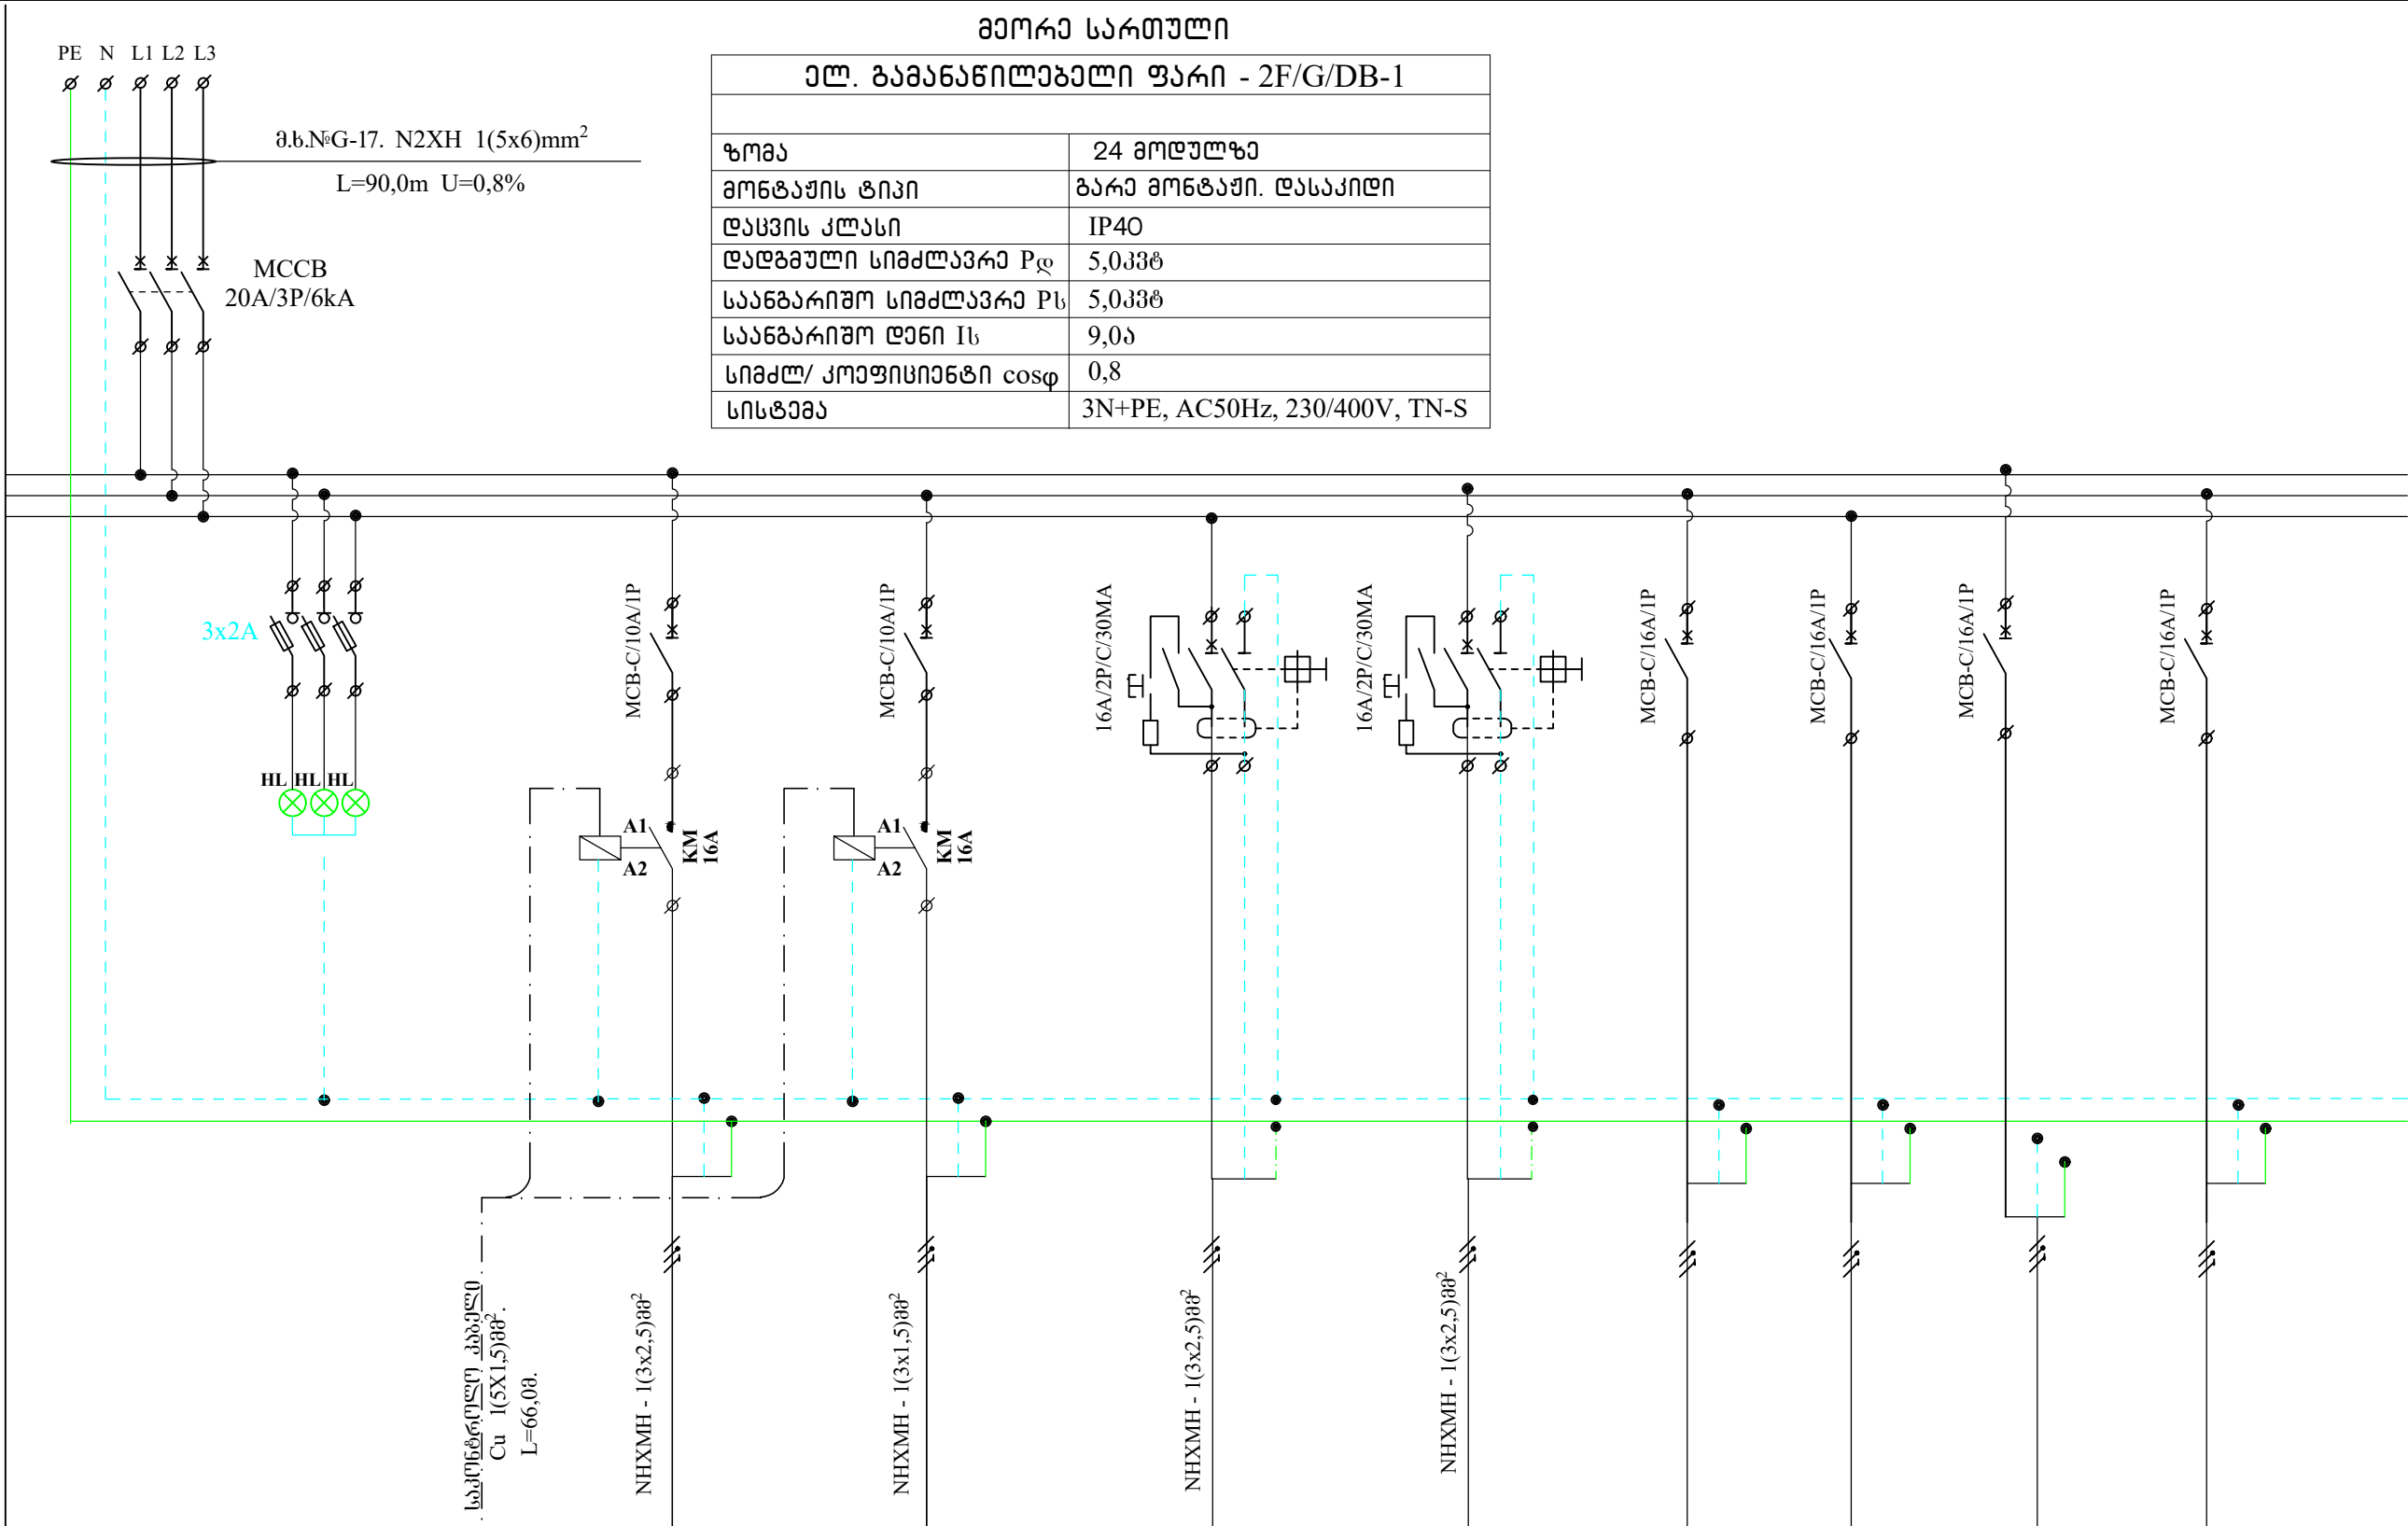 მეორე სართული
PE N L1 L2 L3
ელ. გამანაწილებელი ფარი - 2F/G/DB-1
მ.ხ.№G-17. N2XH 1(5x6)mm²
L=90,0m U=0,8%
ზომა 24 მოდულზე
მონტაჟის ტიპი გარე მონტაჟი. დასაკიდი
დაცვის კლასი IP40
დადგმული სიმძლავრე Pდ 5,0კვტ
საანგარიშო სიმძლავრე Pს 5,0კვტ
საანგარიშო დენი Iს 9,0ა
სიმძლ/ კოეფიციენტი cosφ 0,8
სისტემა 3N+PE, AC50Hz, 230/400V, TN-S
MCCB
20A/3P/6kA
3x2A
HL HL HL
MCB-C/10A/1P
MCB-C/10A/1P
16A/2P/C/30MA
16A/2P/C/30MA
MCB-C/16A/1P
MCB-C/16A/1P
MCB-C/16A/1P
MCB-C/16A/1P
A1
A2
KM
16A
A1
A2
KM
16A
საკონტროლო კაბელი
Cu 1(5X1,5)მმ².
L=66,0მ.
NHXMH - 1(3x2,5)მმ²
NHXMH - 1(3x1,5)მმ²
NHXMH - 1(3x2,5)მმ²
NHXMH - 1(3x2,5)მმ²